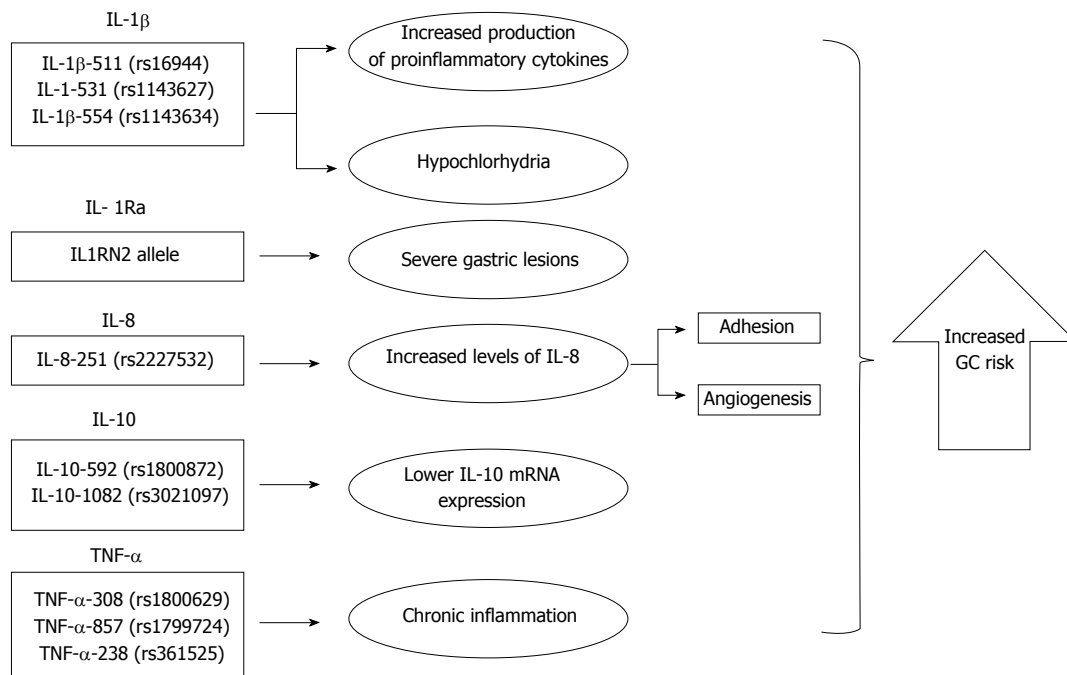 IL-1β
IL-1β-511 (rs16944)
IL-1-531 (rs1143627)
IL-1β-554 (rs1143634)
Increased production
of proinflammatory cytokines
Hypochlorhydria
IL- 1Ra
IL1RN2 allele
Severe gastric lesions
IL-8
IL-8-251 (rs2227532)
Increased levels of IL-8
Adhesion
Angiogenesis
IL-10
IL-10-592 (rs1800872)
IL-10-1082 (rs3021097)
Lower IL-10 mRNA
expression
TNF-α
TNF-α-308 (rs1800629)
TNF-α-857 (rs1799724)
TNF-α-238 (rs361525)
Chronic inflammation
Increased
GC risk